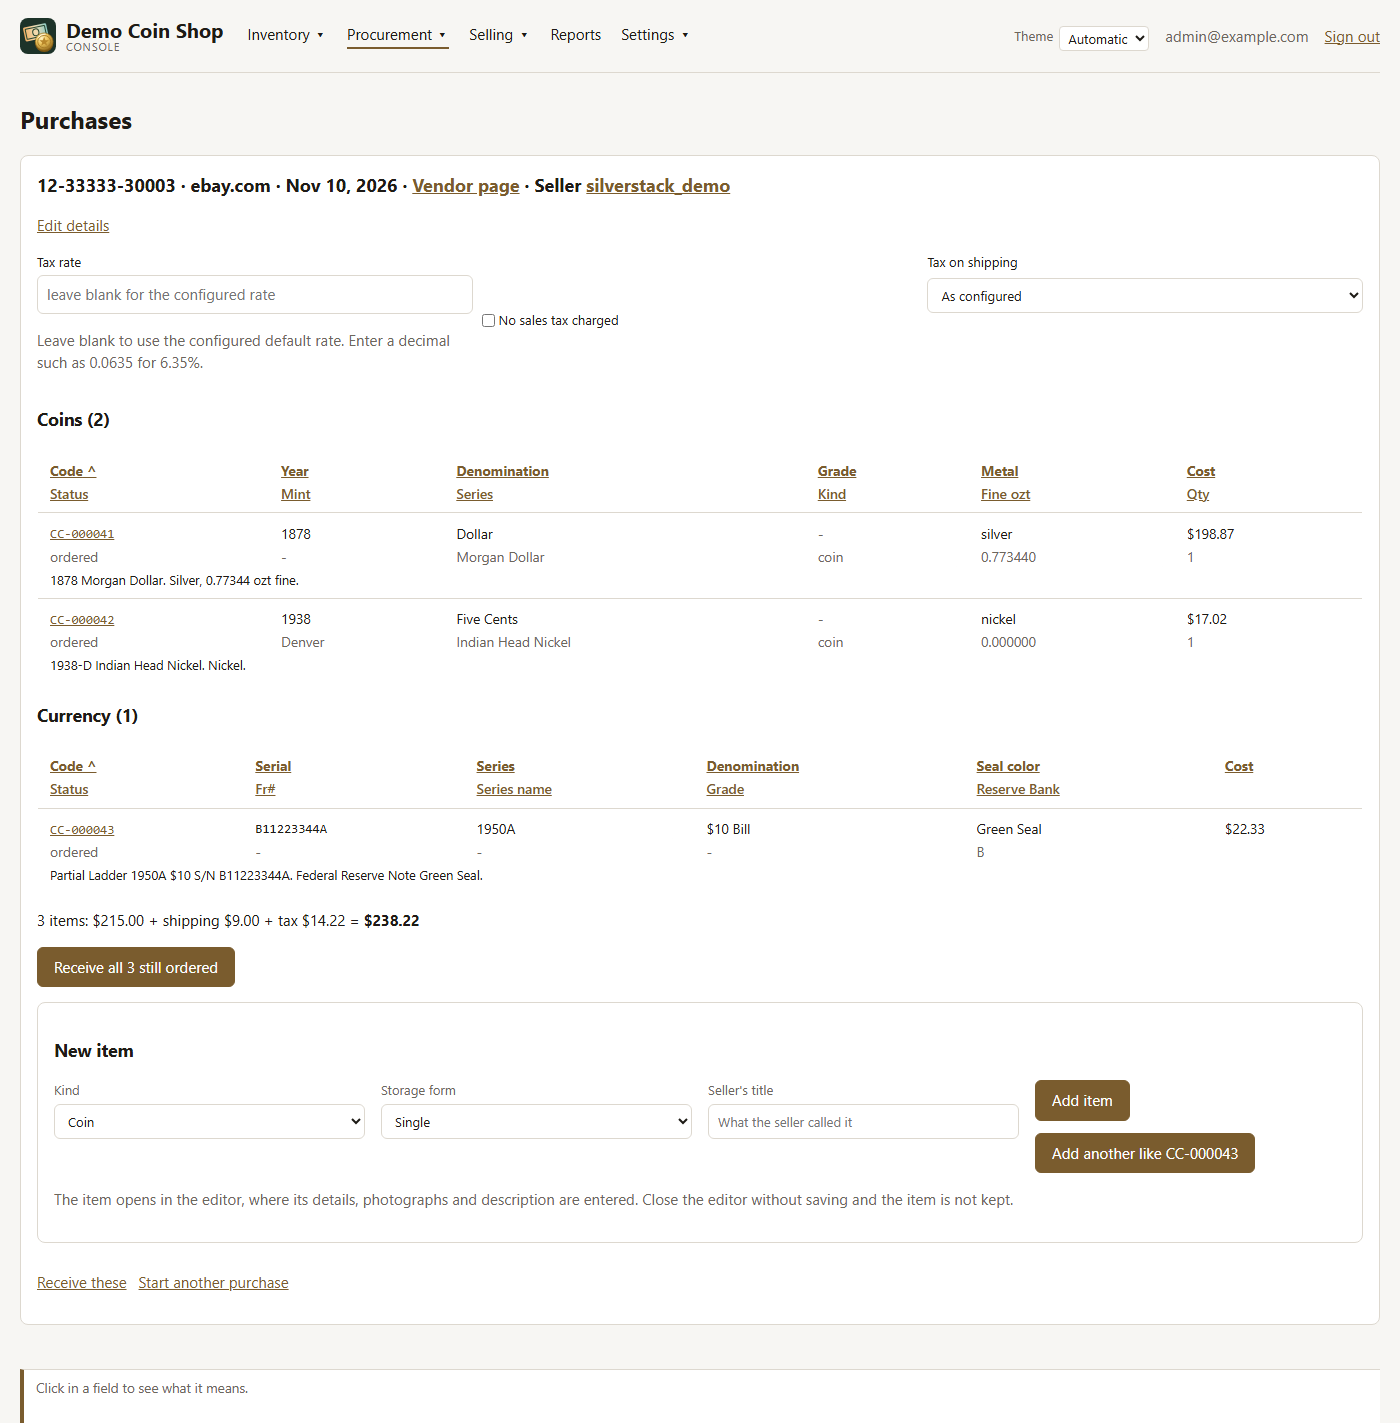 Demo Coin Shop
CONSOLE
Inventory ▼ Procurement ▼ Selling ▼ Reports Settings ▼
Theme Automatic admin@example.com Sign out
Purchases
12-33333-30003 · ebay.com · Nov 10, 2026 · Vendor page · Seller silverstack_demo
Edit details
Tax rate Tax on shipping
leave blank for the configured rate As configured
No sales tax charged
Leave blank to use the configured default rate. Enter a decimal
such as 0.0635 for 6.35%.
Coins (2)
Code ^ Year Denomination Grade Metal Cost
Status Mint Series Kind Fine ozt Qty
CC-000041 1878 Dollar - silver $198.87
ordered - Morgan Dollar coin 0.773440 1
1878 Morgan Dollar. Silver, 0.77344 ozt fine.
CC-000042 1938 Five Cents - nickel $17.02
ordered Denver Indian Head Nickel coin 0.000000 1
1938-D Indian Head Nickel. Nickel.
Currency (1)
Code ^ Serial Series Denomination Seal color Cost
Status Fr# Series name Grade Reserve Bank
CC-000043 B11223344A 1950A $10 Bill Green Seal $22.33
ordered - - - B
Partial Ladder 1950A $10 S/N B11223344A. Federal Reserve Note Green Seal.
3 items: $215.00 + shipping $9.00 + tax $14.22 = $238.22
Receive all 3 still ordered
New item
Kind Storage form Seller's title
Coin Single What the seller called it
Add item
Add another like CC-000043
The item opens in the editor, where its details, photographs and description are entered. Close the editor without saving and the item is not kept.
Receive these Start another purchase
Click in a field to see what it means.